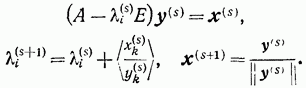 (A − λ_i^{(s)}E) y^{(s)} = x^{(s)},
λ_i^{(s+1)} = λ_i^{(s)} + ⟨x_k^{(s)} / y_k^{(s)}⟩, x^{(s+1)} = y^{(s)} / ‖ y^{(s)} ‖.